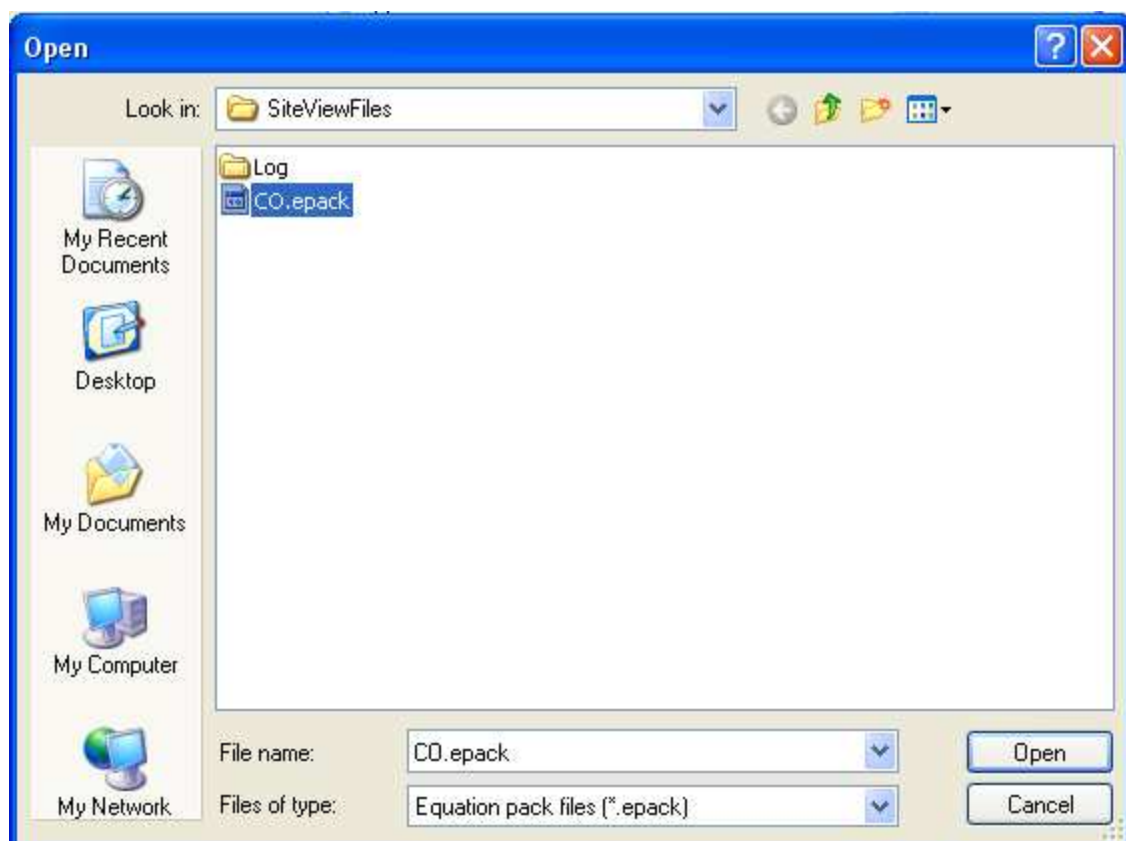 Open
Look in:
SiteViewFiles
Log
CO.epack
My Recent
Documents
Desktop
My Documents
My Computer
My Network
File name:
CO.epack
Open
Files of type:
Equation pack files (*.epack)
Cancel